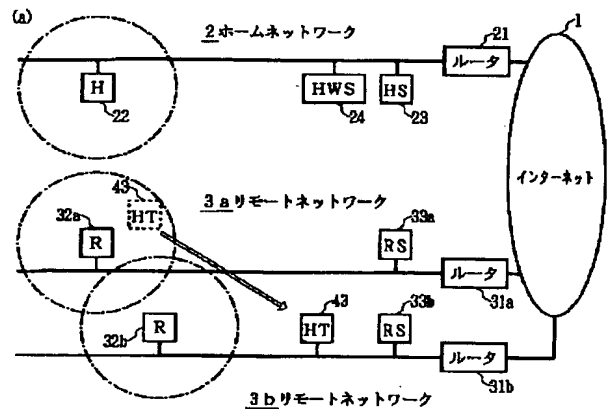 (a)
2ホームネットワーク
21
1
ルータ
H
HWS
HS
22
24
23
インターネット
43
3aリモートネットワーク
32a
HT
33a
R
RS
ルータ
43
33b
31a
R
HT
RS
ルータ
32b
31b
3bリモートネットワーク